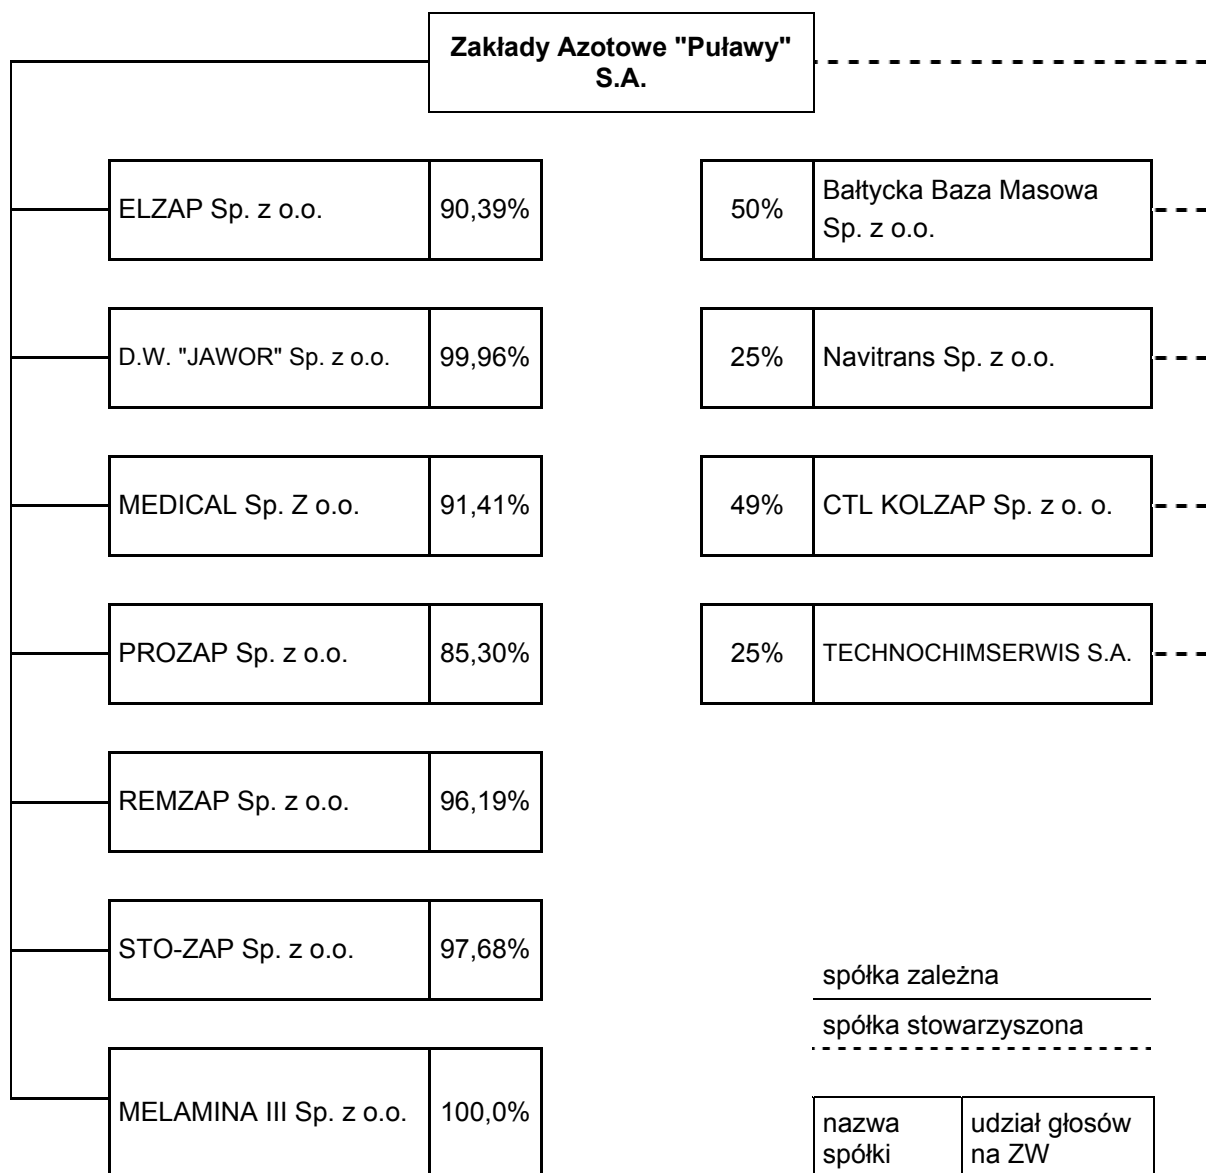 Zakłady Azotowe "Puławy"
S.A.
ELZAP Sp. z o.o.
90,39%
50%
Bałtycka Baza Masowa
Sp. z o.o.
D.W. "JAWOR" Sp. z o.o.
99,96%
25%
Navitrans Sp. z o.o.
MEDICAL Sp. Z o.o.
91,41%
49%
CTL KOLZAP Sp. z o. o.
PROZAP Sp. z o.o.
85,30%
25%
TECHNOCHIMSERWIS S.A.
REMZAP Sp. z o.o.
96,19%
STO-ZAP Sp. z o.o.
97,68%
spółka zależna
spółka stowarzyszona
MELAMINA III Sp. z o.o.
100,0%
nazwa
spółki
udział głosów
na ZW